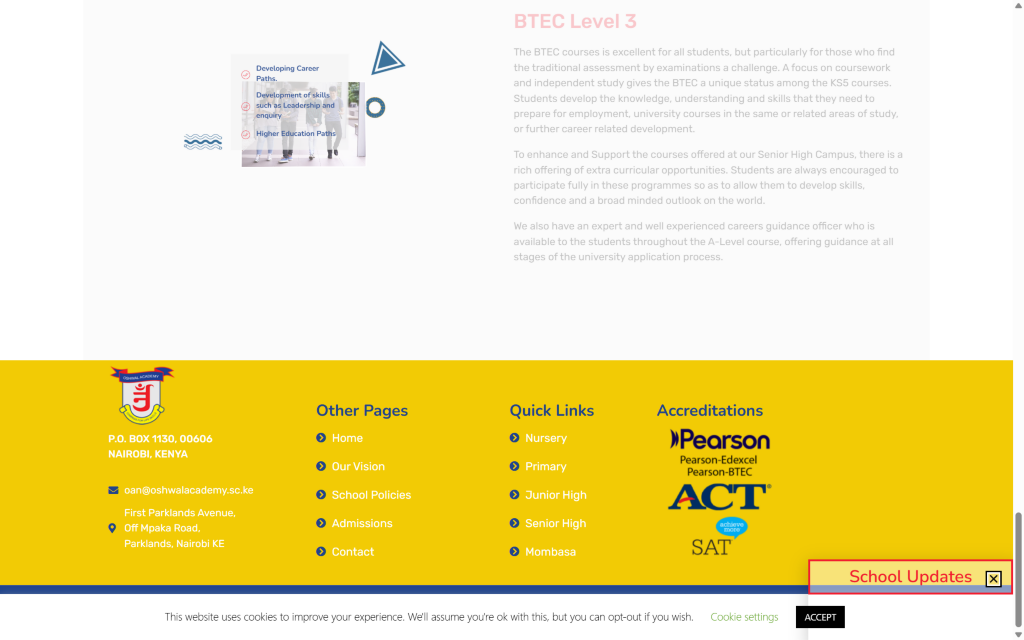 BTEC Level 3
The BTEC courses is excellent for all students, but particularly for those who find
the traditional assessment by examinations a challenge. A focus on coursework
and independent study gives the BTEC a unique status among the KS5 courses.
Students develop the knowledge, understanding and skills that they need to
prepare for employment, university courses in the same or related areas of study,
or further career related development.
To enhance and Support the courses offered at our Senior High Campus, there is a
rich offering of extra curricular opportunities. Students are always encouraged to
participate fully in these programmes so as to allow them to develop skills,
confidence and a broad minded outlook on the world.
We also have an expert and well experienced careers guidance officer who is
available to the students throughout the A-Level course, offering guidance at all
stages of the university application process.
Developing Career
Paths.
Development of skills
such as Leadership and
enquiry
Higher Education Paths
OSHWAL ACADEMY
P.O. BOX 1130, 00606
NAIROBI, KENYA
oan@oshwalacademy.sc.ke
First Parklands Avenue,
Off Mpaka Road,
Parklands, Nairobi KE
Other Pages
Home
Our Vision
School Policies
Admissions
Contact
Quick Links
Nursery
Primary
Junior High
Senior High
Mombasa
Accreditations
Pearson
Pearson-Edexcel
Pearson-BTEC
ACT®
achieve
more
SAT
School Updates
This website uses cookies to improve your experience. We'll assume you're ok with this, but you can opt-out if you wish.
Cookie settings
ACCEPT